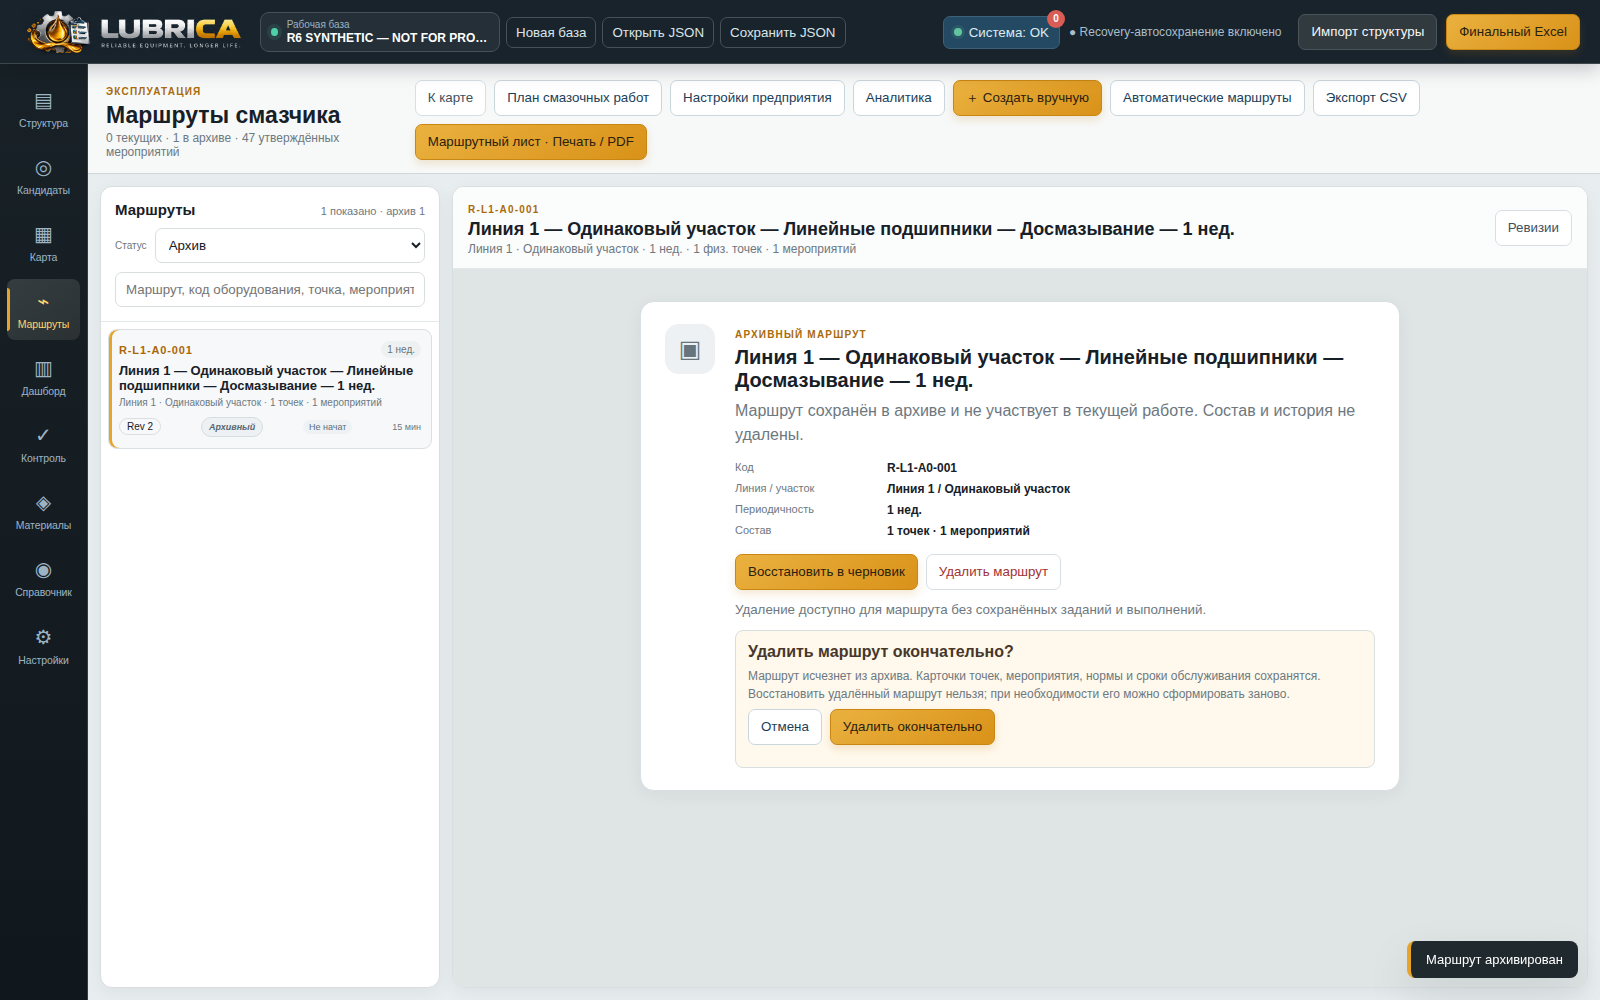 LUBRICA
RELIABLE EQUIPMENT. LONGER LIFE.
Рабочая база
R6 SYNTHETIC — NOT FOR PRO…
Новая база
Открыть JSON
Сохранить JSON
Система: OK
0
● Recovery-автосохранение включено
Импорт структуры
Финальный Excel
Структура
Кандидаты
Карта
Маршруты
Дашборд
Контроль
Материалы
Справочник
Настройки
ЭКСПЛУАТАЦИЯ
Маршруты смазчика
0 текущих · 1 в архиве · 47 утверждённых
мероприятий
К карте
План смазочных работ
Настройки предприятия
Аналитика
+ Создать вручную
Автоматические маршруты
Экспорт CSV
Маршрутный лист · Печать / PDF
Маршруты
1 показано · архив 1
Статус
Архив
Маршрут, код оборудования, точка, мероприят
R-L1-A0-001
1 нед.
Линия 1 — Одинаковый участок — Линейные
подшипники — Досмазывание — 1 нед.
Линия 1 · Одинаковый участок · 1 точек · 1 мероприятий
Rev 2
Архивный
Не начат
15 мин
R-L1-A0-001
Линия 1 — Одинаковый участок — Линейные подшипники — Досмазывание — 1 нед.
Линия 1 · Одинаковый участок · 1 нед. · 1 физ. точек · 1 мероприятий
Ревизии
АРХИВНЫЙ МАРШРУТ
Линия 1 — Одинаковый участок — Линейные подшипники —
Досмазывание — 1 нед.
Маршрут сохранён в архиве и не участвует в текущей работе. Состав и история не
удалены.
Код
R-L1-A0-001
Линия / участок
Линия 1 / Одинаковый участок
Периодичность
1 нед.
Состав
1 точек · 1 мероприятий
Восстановить в черновик
Удалить маршрут
Удаление доступно для маршрута без сохранённых заданий и выполнений.
Удалить маршрут окончательно?
Маршрут исчезнет из архива. Карточки точек, мероприятия, нормы и сроки обслуживания сохранятся.
Восстановить удалённый маршрут нельзя; при необходимости его можно сформировать заново.
Отмена
Удалить окончательно
Маршрут архивирован